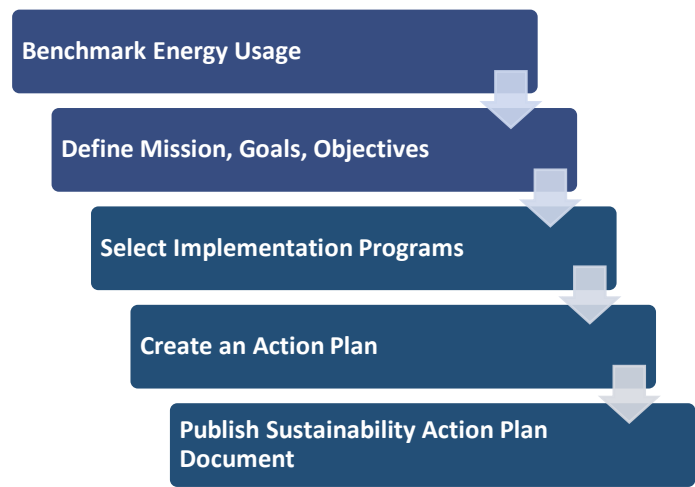 Benchmark Energy Usage
Define Mission, Goals, Objectives
Select Implementation Programs
Create an Action Plan
Publish Sustainability Action Plan
Document